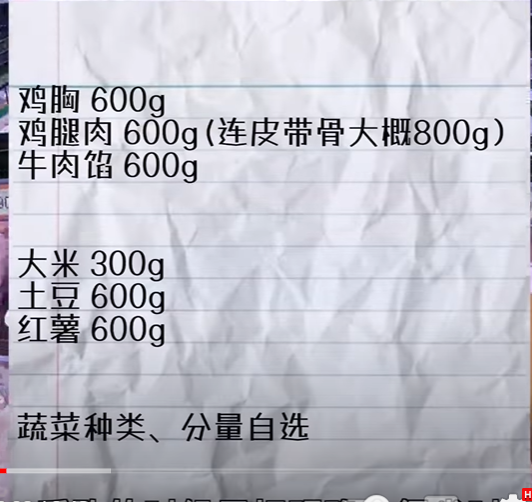 鸡胸 600g
鸡腿肉 600g(连皮带骨大概800g)
牛肉馅 600g
大米 300g
土豆 600g
红薯 600g
蔬菜种类、分量自选